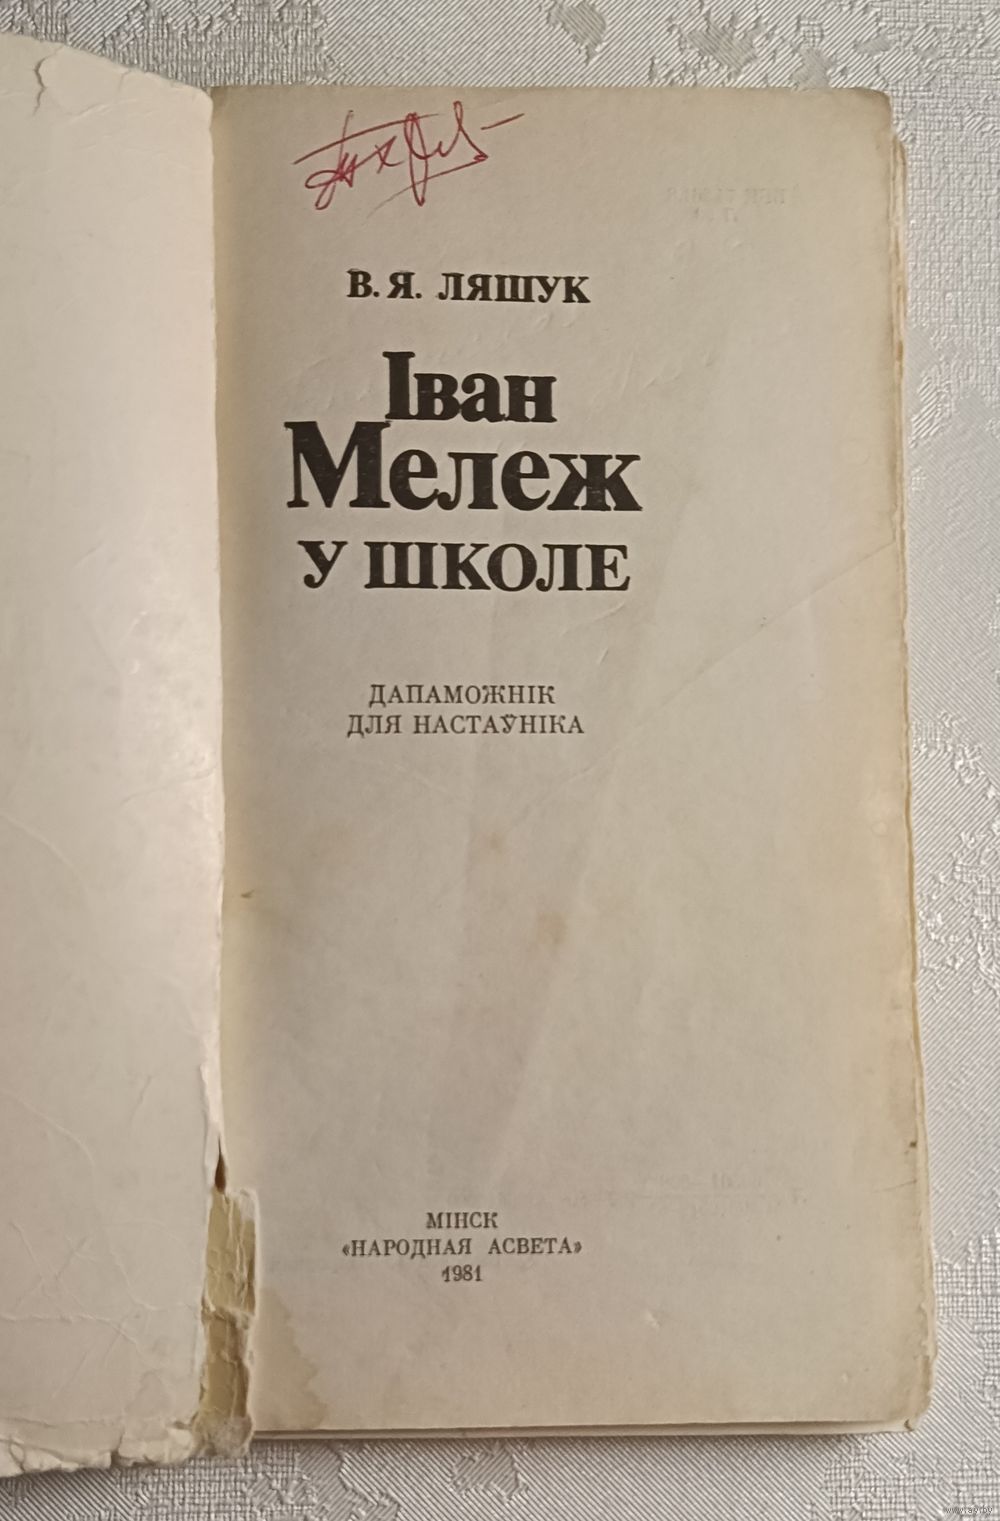 В. Я. ЛЯШУК
Іван
Мележ
У ШКОЛЕ
ДАПАМОЖНІК
ДЛЯ НАСТАЎНІКА
МІНСК
«НАРОДНАЯ АСВЕТА»
1981